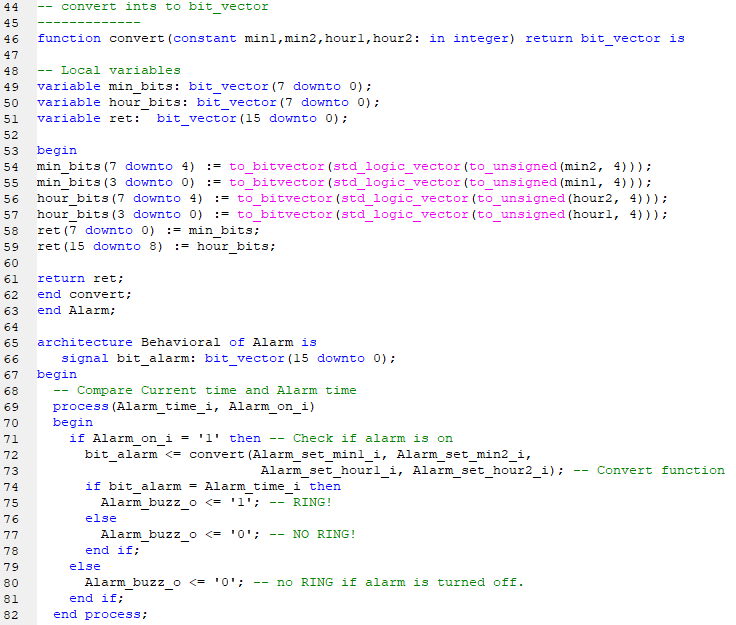 44 -- convert ints to bit_vector
45 -------------
46 function convert(constant min1,min2,hour1,hour2: in integer) return bit_vector is
47
48 -- Local variables
49 variable min_bits: bit_vector(7 downto 0);
50 variable hour_bits: bit_vector(7 downto 0);
51 variable ret:  bit_vector(15 downto 0);
52
53 begin
54 min_bits(7 downto 4) := to_bitvector(std_logic_vector(to_unsigned(min2, 4)));
55 min_bits(3 downto 0) := to_bitvector(std_logic_vector(to_unsigned(min1, 4)));
56 hour_bits(7 downto 4) := to_bitvector(std_logic_vector(to_unsigned(hour2, 4)));
57 hour_bits(3 downto 0) := to_bitvector(std_logic_vector(to_unsigned(hour1, 4)));
58 ret(7 downto 0) := min_bits;
59 ret(15 downto 8) := hour_bits;
60
61 return ret;
62 end convert;
63 end Alarm;
64
65 architecture Behavioral of Alarm is
66    signal bit_alarm: bit_vector(15 downto 0);
67 begin
68   -- Compare Current time and Alarm time
69   process(Alarm_time_i, Alarm_on_i)
70   begin
71     if Alarm_on_i = '1' then -- Check if alarm is on
72       bit_alarm <= convert(Alarm_set_min1_i, Alarm_set_min2_i,
73                             Alarm_set_hour1_i, Alarm_set_hour2_i); -- Convert function
74       if bit_alarm = Alarm_time_i then
75         Alarm_buzz_o <= '1'; -- RING!
76       else
77         Alarm_buzz_o <= '0'; -- NO RING!
78       end if;
79     else
80       Alarm_buzz_o <= '0'; -- no RING if alarm is turned off.
81     end if;
82   end process;